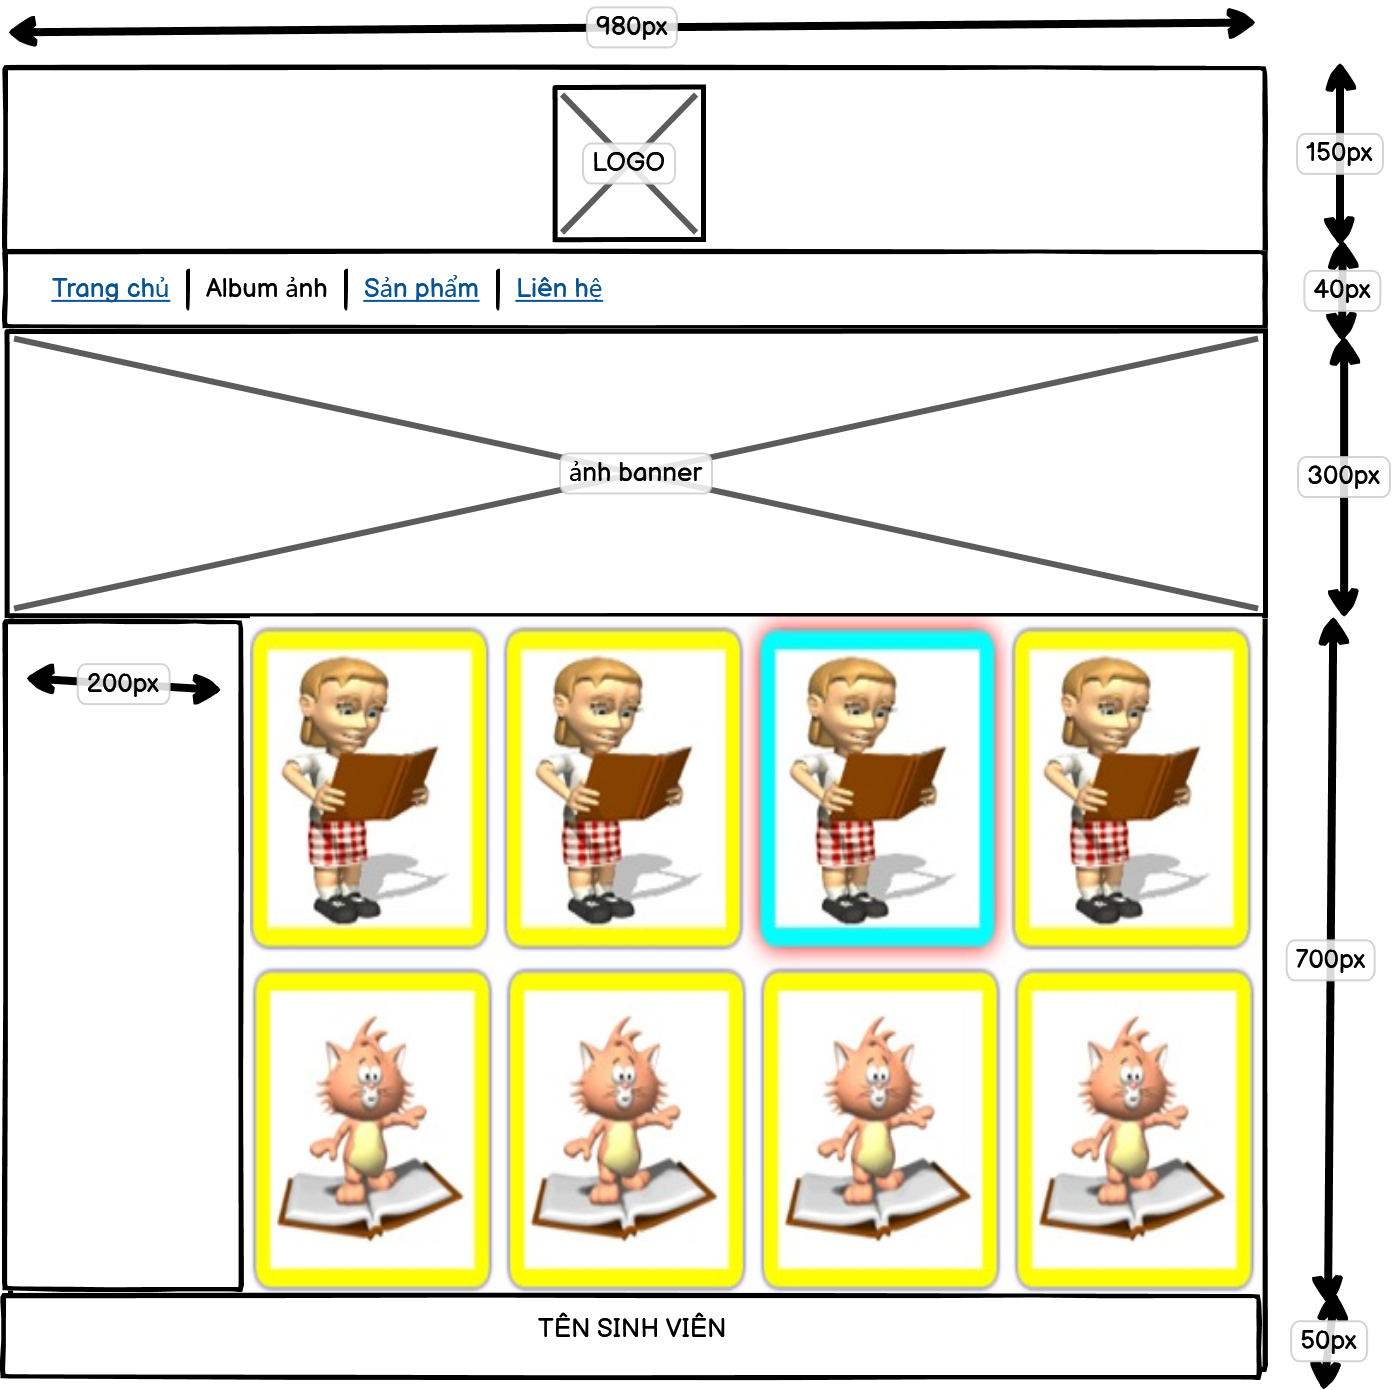 980px
LOGO
150px
Trang chủ | Album ảnh | Sản phẩm | Liên hệ
40px
ảnh banner
300px
200px
700px
TÊN SINH VIÊN
50px